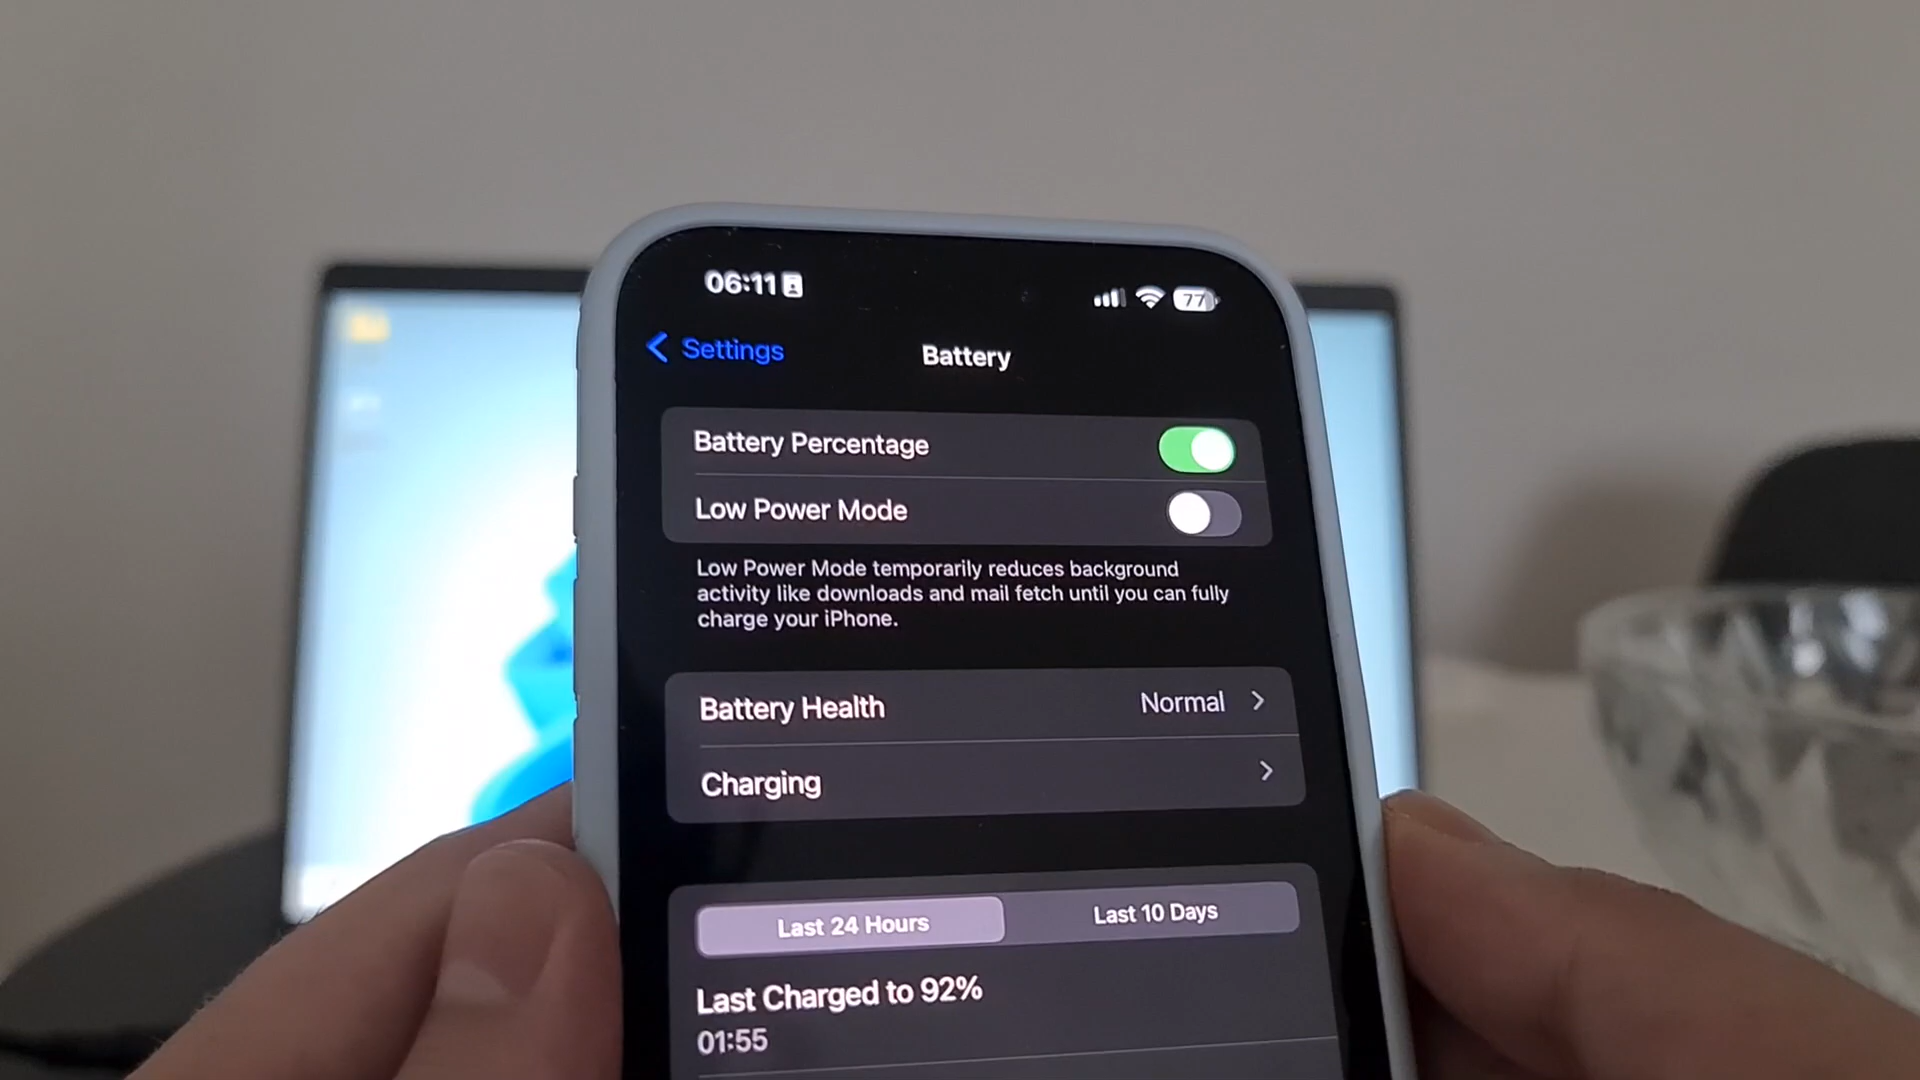 06:11
77
Settings
Battery
Battery Percentage
Low Power Mode
Low Power Mode temporarily reduces background
activity like downloads and mail fetch until you can fully
charge your iPhone.
Battery Health Normal
Charging
Last 24 Hours Last 10 Days
Last Charged to 92%
01:55